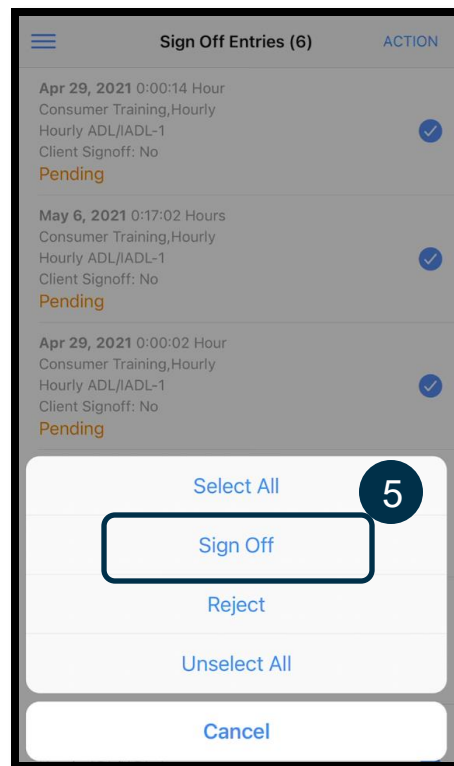 Sign Off Entries (6) ACTION
Apr 29, 2021 0:00:14 Hour
Consumer Training,Hourly
Hourly ADL/IADL-1
Client Signoff: No
Pending
May 6, 2021 0:17:02 Hours
Consumer Training,Hourly
Hourly ADL/IADL-1
Client Signoff: No
Pending
Apr 29, 2021 0:00:02 Hour
Consumer Training,Hourly
Hourly ADL/IADL-1
Client Signoff: No
Pending
Select All
5
Sign Off
Reject
Unselect All
Cancel